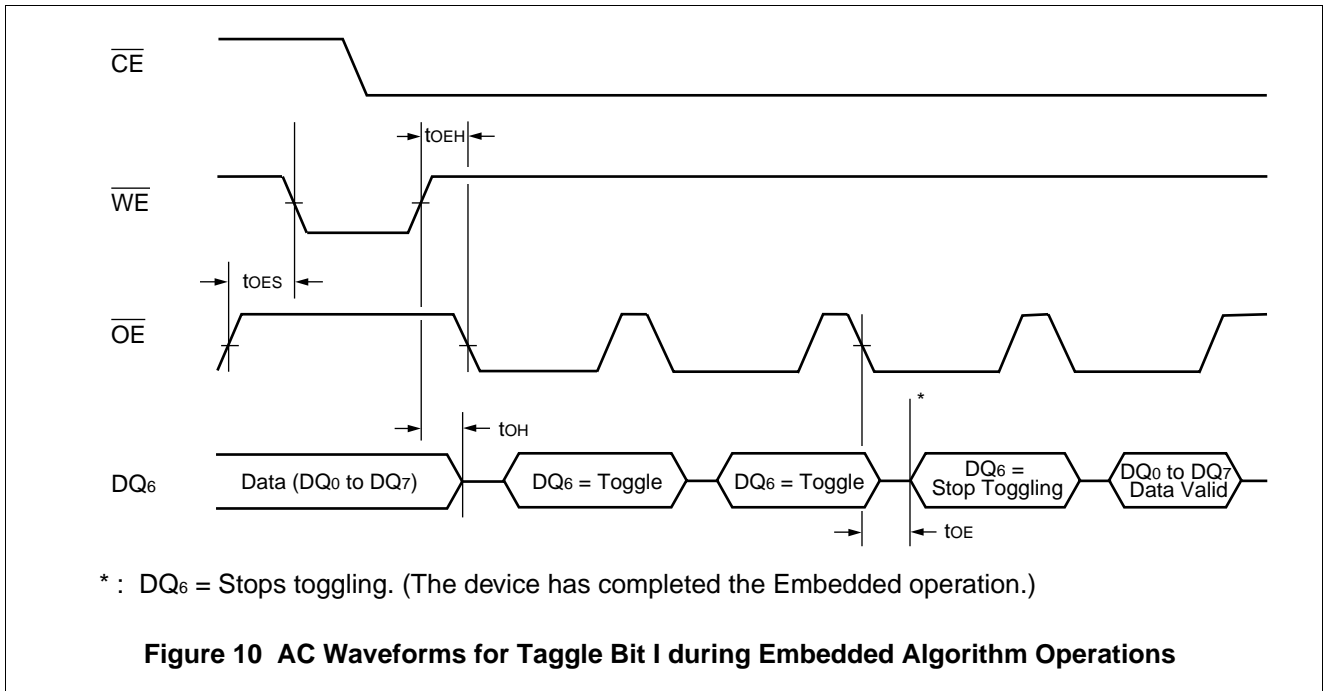 CE
tOEH
WE
tOES
OE
*
tOH
DQ6
Data (DQ0 to DQ7)
DQ6 = Toggle
DQ6 = Toggle
DQ6 =
Stop Toggling
DQ0 to DQ7
Data Valid
tOE
* : DQ6 = Stops toggling. (The device has completed the Embedded operation.)
Figure 10 AC Waveforms for Taggle Bit I during Embedded Algorithm Operations